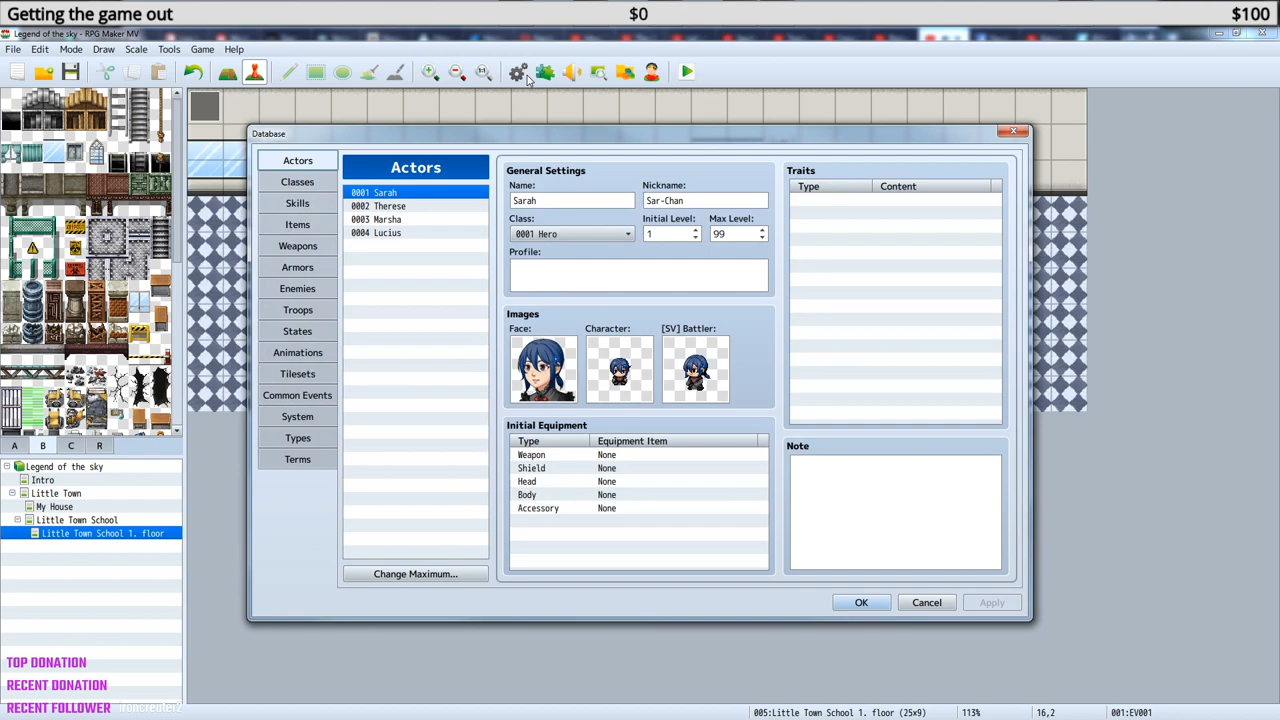 Getting the game out $0 $100
Legend of the sky - RPG Maker MV
File Edit Mode Draw Scale Tools Game Help
Database
Actors
Classes
Skills
Items
Weapons
Armors
Enemies
Troops
States
Animations
Tilesets
Common Events
System
Types
Terms
Actors
0001 Sarah
0002 Therese
0003 Marsha
0004 Lucius
Change Maximum...
General Settings
Name: Nickname:
Sarah Sar-Chan
Class: Initial Level: Max Level:
0001 Hero 1 99
Profile:
Images
Face: Character: [SV] Battler:
Initial Equipment
Type Equipment Item
Weapon None
Shield None
Head None
Body None
Accessory None
Traits
Type Content
Note
OK Cancel Apply
A B C R
Legend of the sky
Intro
Little Town
My House
Little Town School
Little Town School 1. floor
TOP DONATION
RECENT DONATION
RECENT FOLLOWER
005:Little Town School 1. floor (25x9) 113% 16,2 001:EV001